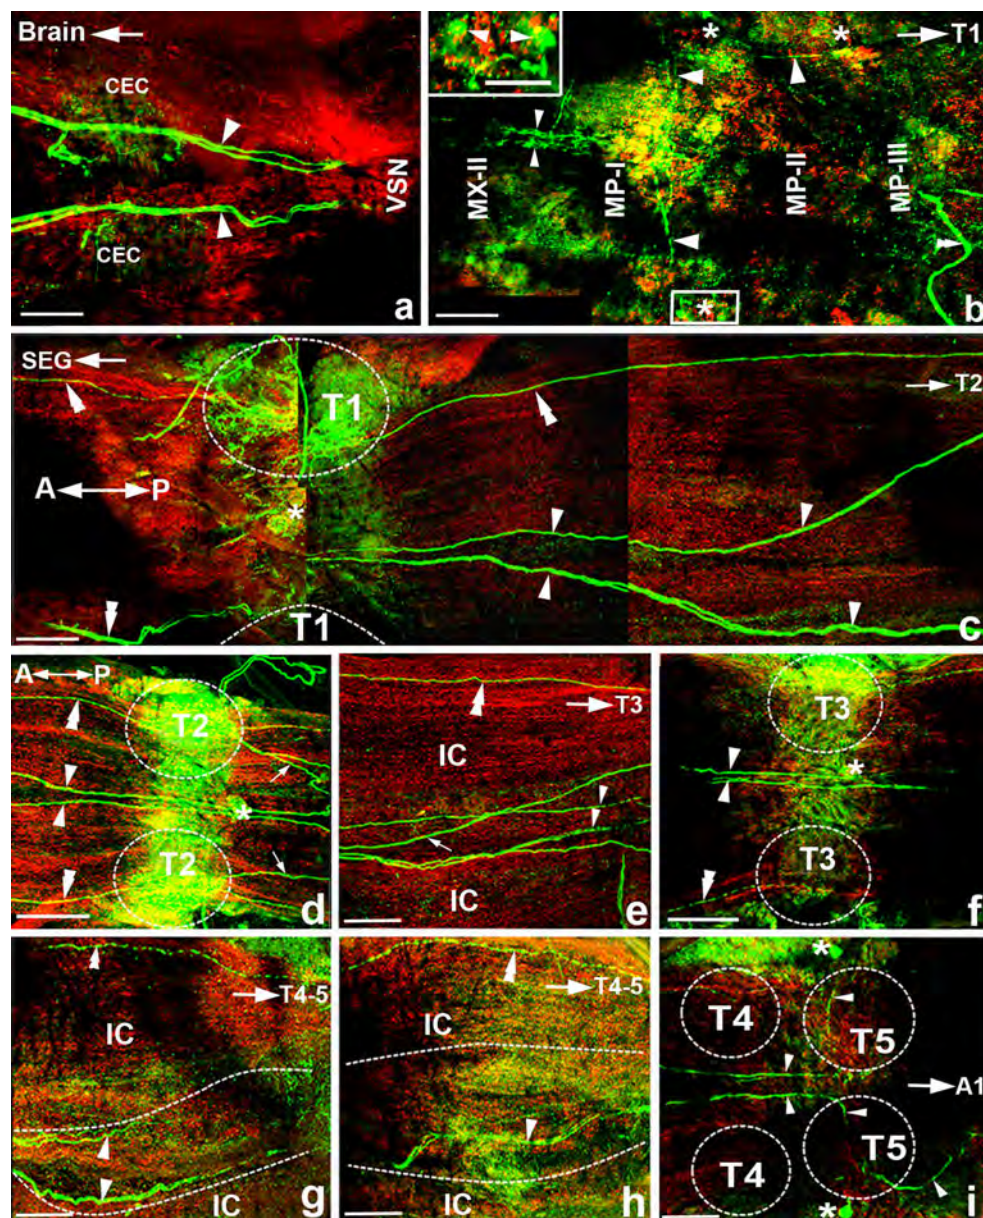 Brain
CEC
VSN
CEC
a
*
*
T1
MX-II
MP-I
MP-II
MP-III
*
b
SEG
T1
T2
A
P
*
T1
c
A
P
T2
*
T2
d
T3
IC
IC
e
T3
*
T3
f
T4-5
IC
IC
g
T4-5
IC
IC
h
*
T4
T5
A1
T4
T5
*
i